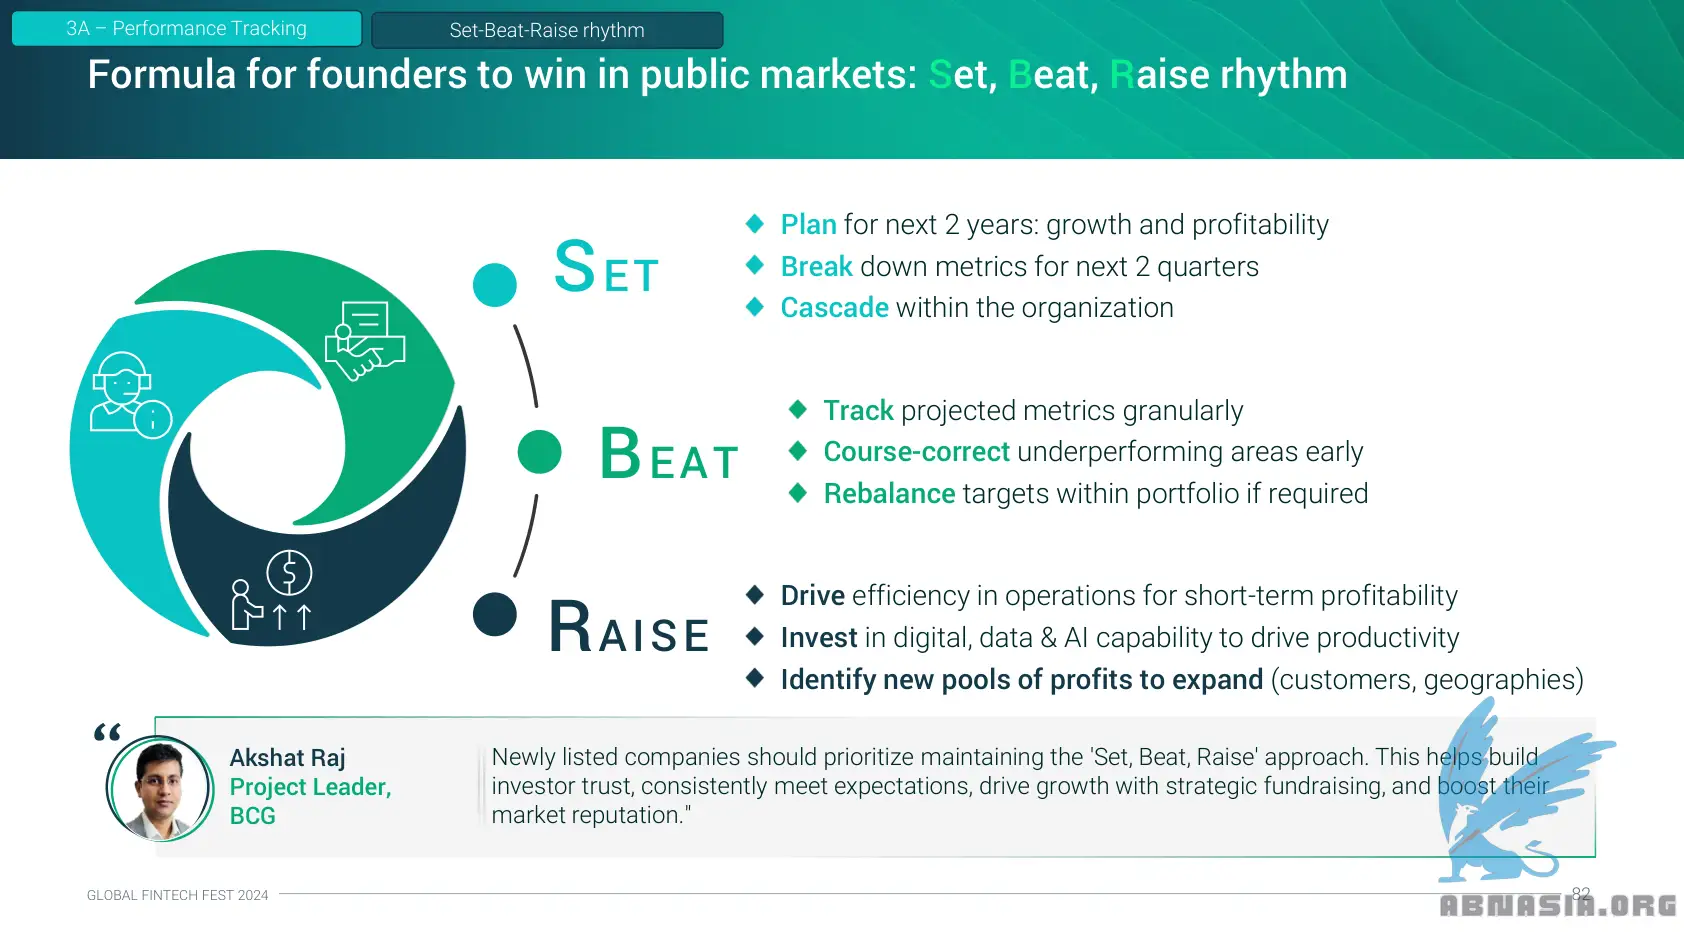 3A – Performance Tracking
Set-Beat-Raise rhythm
Formula for founders to win in public markets: Set, Beat, Raise rhythm
SET
Plan for next 2 years: growth and profitability
Break down metrics for next 2 quarters
Cascade within the organization
BEAT
Track projected metrics granularly
Course-correct underperforming areas early
Rebalance targets within portfolio if required
RAISE
Drive efficiency in operations for short-term profitability
Invest in digital, data & AI capability to drive productivity
Identify new pools of profits to expand (customers, geographies)
“
Akshat Raj
Project Leader,
BCG
Newly listed companies should prioritize maintaining the 'Set, Beat, Raise' approach. This helps build
investor trust, consistently meet expectations, drive growth with strategic fundraising, and boost their
market reputation."
GLOBAL FINTECH FEST 2024
82
ABNASIA.ORG